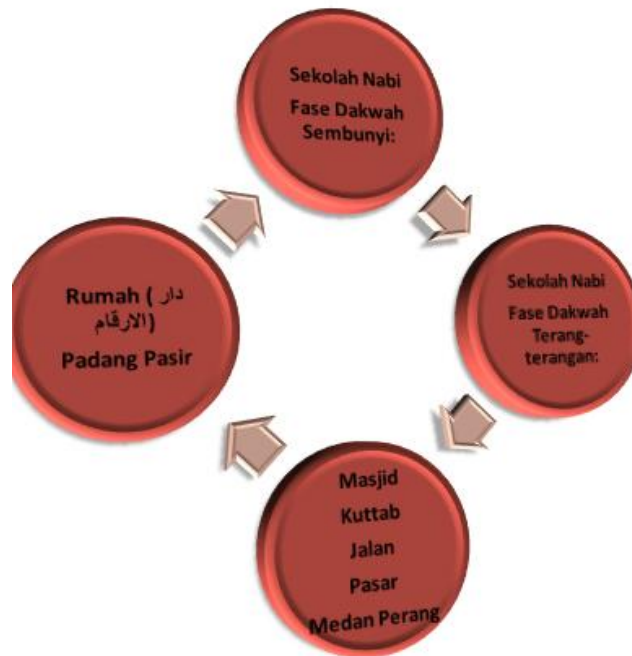 Sekolah Nabi
Fase Dakwah
Sembunyi:
Sekolah Nabi
Fase Dakwah
Terang-
terangan:
Masjid
Kuttab
Jalan
Pasar
Medan Perang
Rumah ( دار
الارقام)
Padang Pasir